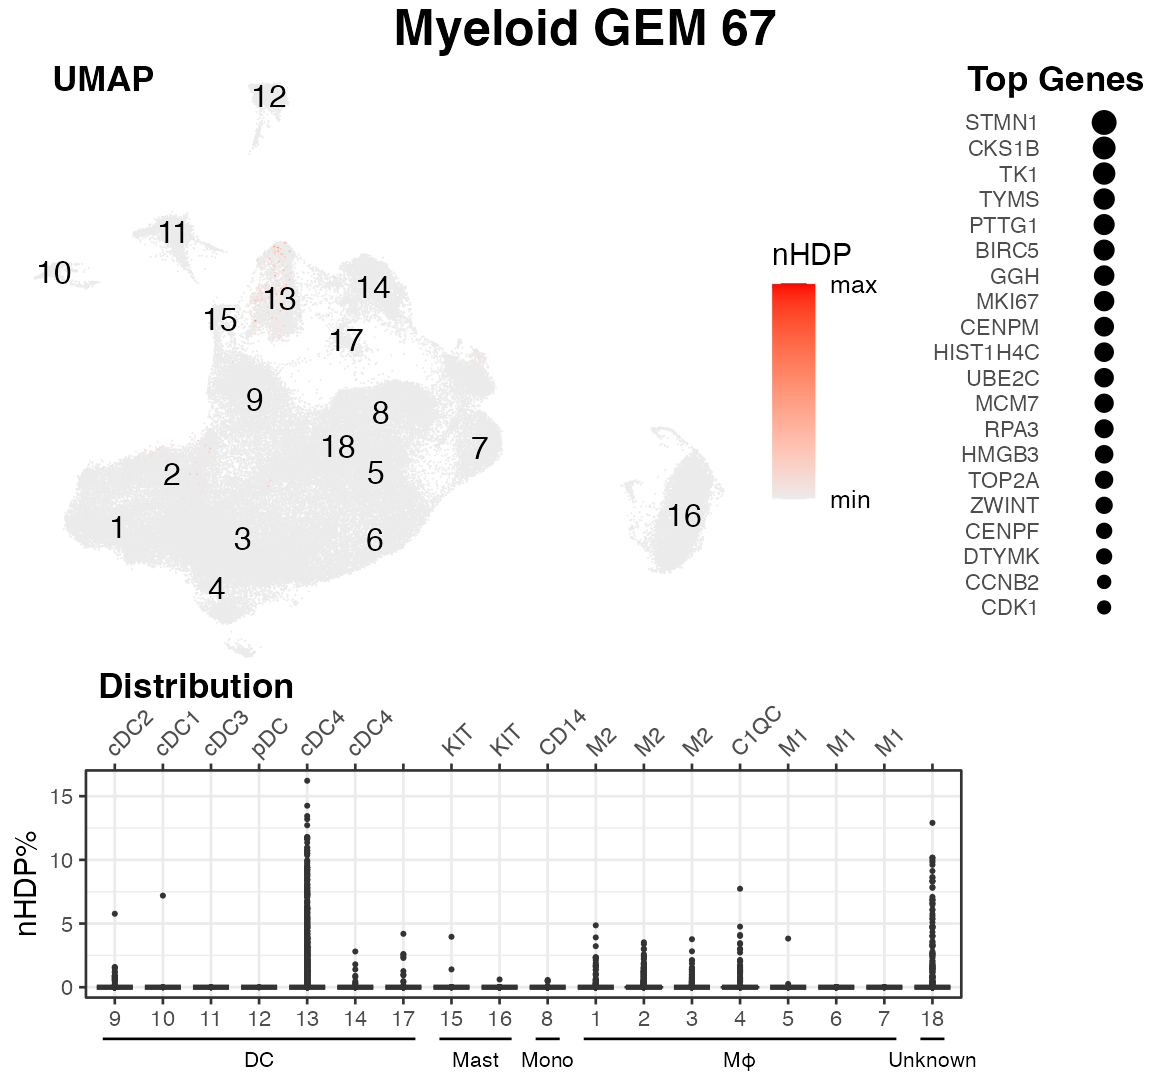 Myeloid GEM 67
UMAP
12
11
10
13
14
15
17
9
8
18
7
2
5
16
1
3
6
4
nHDP
max
min
Top Genes
STMN1
CKS1B
TK1
TYMS
PTTG1
BIRC5
GGH
MKI67
CENPM
HIST1H4C
UBE2C
MCM7
RPA3
HMGB3
TOP2A
ZWINT
CENPF
DTYMK
CCNB2
CDK1
Distribution
cDC2 cDC1 cDC3 pDC cDC4 cDC4 KIT KIT CD14 M2 M2 M2 C1QC M1 M1 M1
nHDP%
15
10
5
0
9 10 11 12 13 14 17 15 16 8 1 2 3 4 5 6 7 18
DC Mast Mono Mφ Unknown